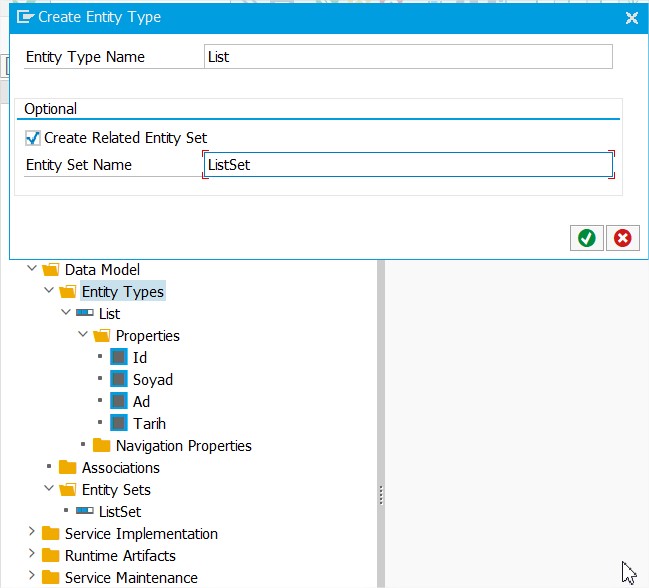 Create Entity Type
Entity Type Name List
Optional
Create Related Entity Set
Entity Set Name ListSet
Data Model
Entity Types
List
Properties
Id
Soyad
Ad
Tarih
Navigation Properties
Associations
Entity Sets
ListSet
Service Implementation
Runtime Artifacts
Service Maintenance